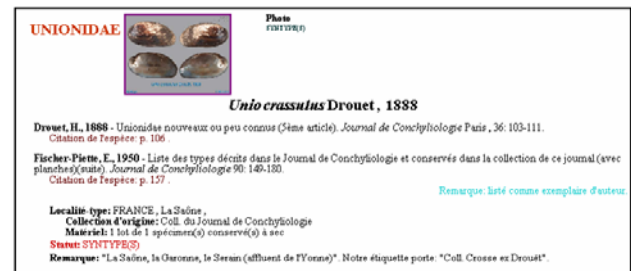 UNIONIDAE
Photo
SYNTYPE(S)
Unio crassulus Drouet , 1888
Drouet, H., 1888 - Unionidae nouveaux ou peu connus (5ème article). Journal de Conchyliologie Paris , 36: 103-111.
Citation de l'espèce: p. 106 .
Fischer-Piette, E., 1950 - Liste des types décrits dans le Journal de Conchyliologie et conservés dans la collection de ce journal (avec
planches)(suite). Journal de Conchyliologie 90: 149-180.
Citation de l'espèce: p. 157 .
Remarque: listé comme exemplaire d'auteur.
Localité-type: FRANCE , La Saône ,
Collection d'origine: Coll. du Journal de Conchyliologie
Matériel: 1 lot de 1 spécimen(s) conservé(s) à sec
Statut: SYNTYPE(S)
Remarque: "La Saône, la Garonne, le Serain (affluent de l'Yonne)". Notre étiquette porte: "Coll. Crosse ex Drouët".